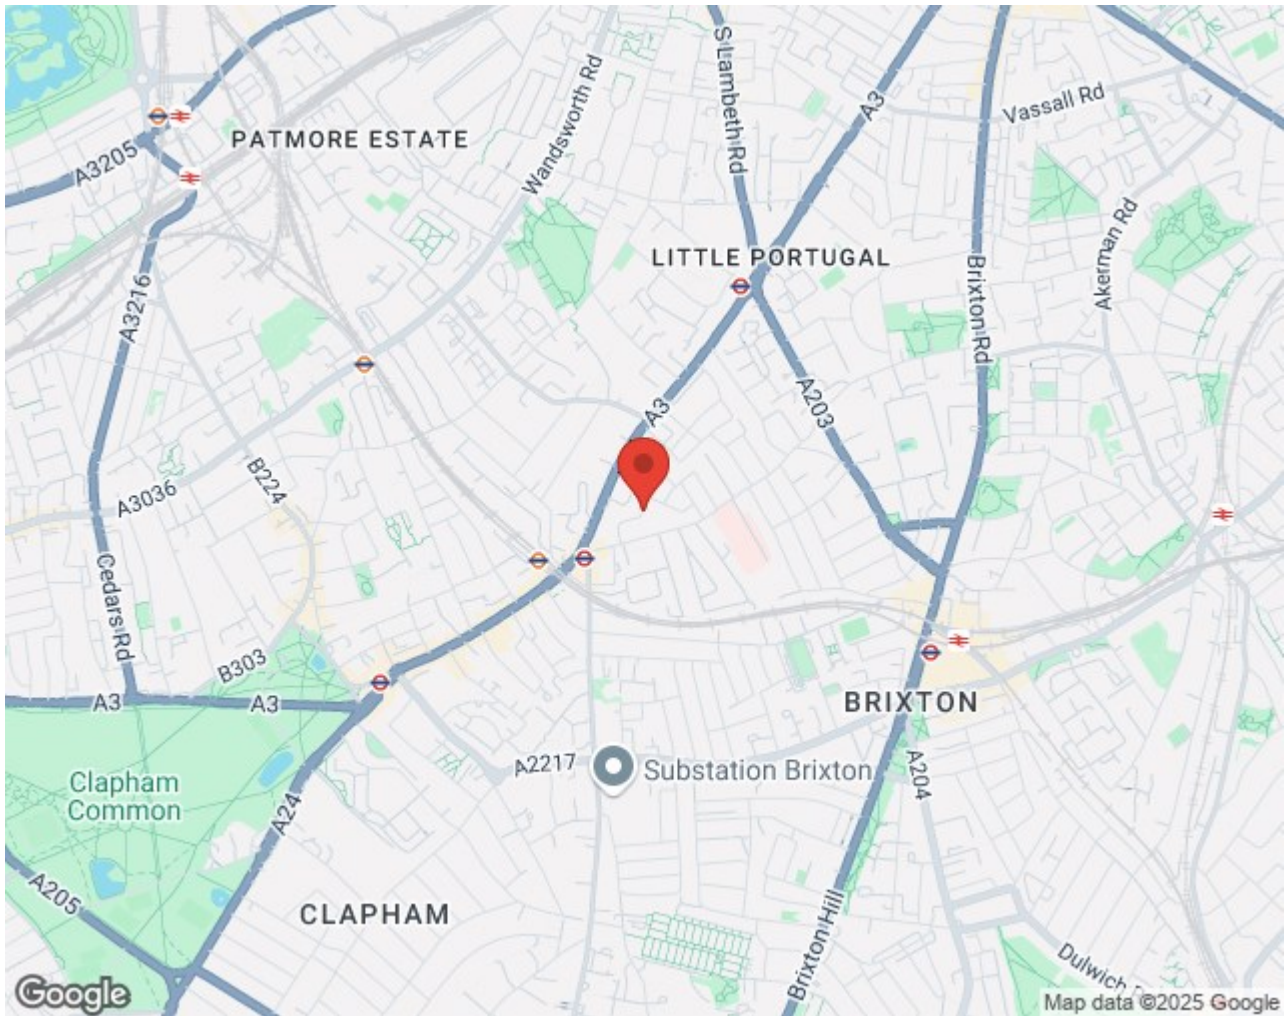 S Lambeth Rd
A3
Vassall Rd
Wandsworth Rd
PATMORE ESTATE
A3205
Akerman Rd
LITTLE PORTUGAL
Brixton Rd
A3216
A203
A3
B224
A3036
Cedars Rd
B303
A3
A3
BRIXTON
A2217
Substation Brixton
A204
Clapham
Common
A24
A205
CLAPHAM
Brixton Hill
Dulwich
Google
Map data ©2025 Google